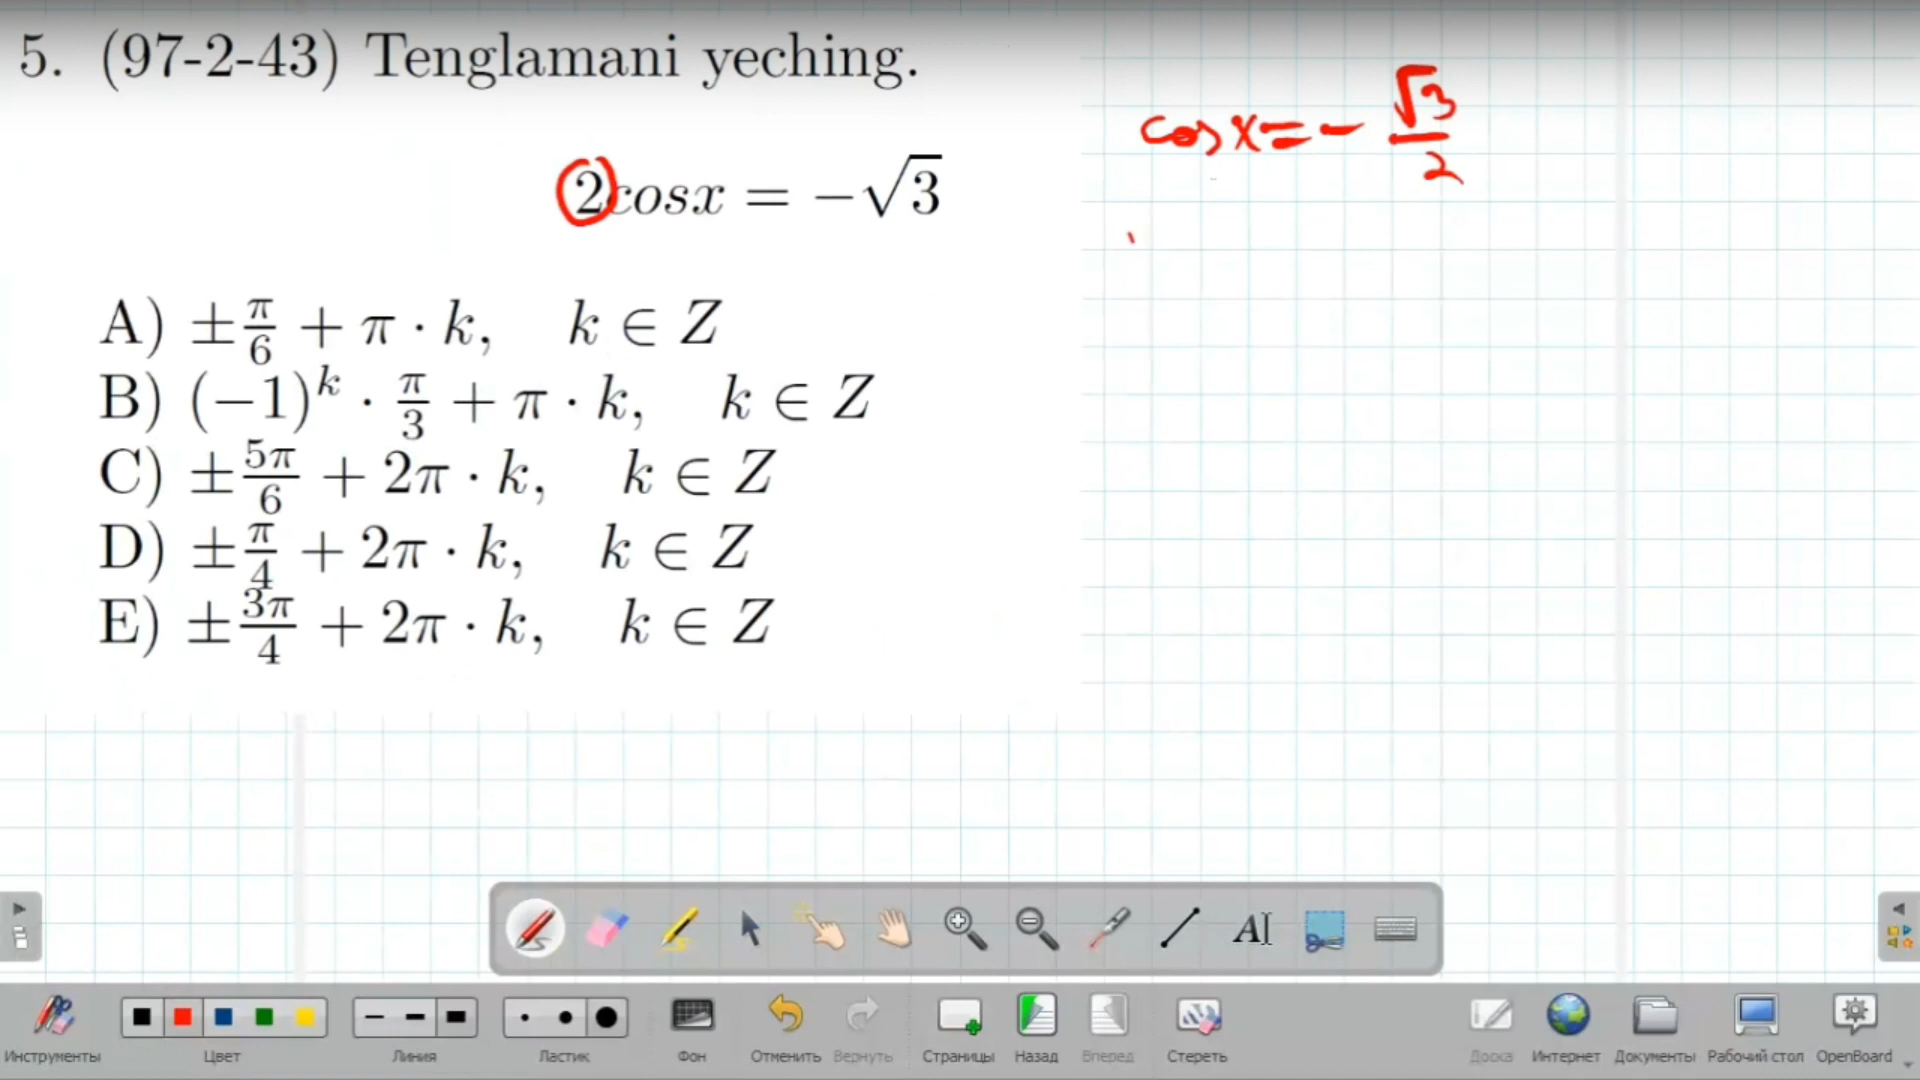 5. (97-2-43) Tenglamani yeching.
2cosx = −√3
A) ±π/6 + π · k, k ∈ Z
B) (−1)^k · π/3 + π · k, k ∈ Z
C) ±5π/6 + 2π · k, k ∈ Z
D) ±π/4 + 2π · k, k ∈ Z
E) ±3π/4 + 2π · k, k ∈ Z
cos x = − √3/2
AI
Инструменты Цвет Линия Ластик Фон Отменить Вернуть Страницы Назад Вперед Стереть Доска Интернет Документы Рабочий стол OpenBoard